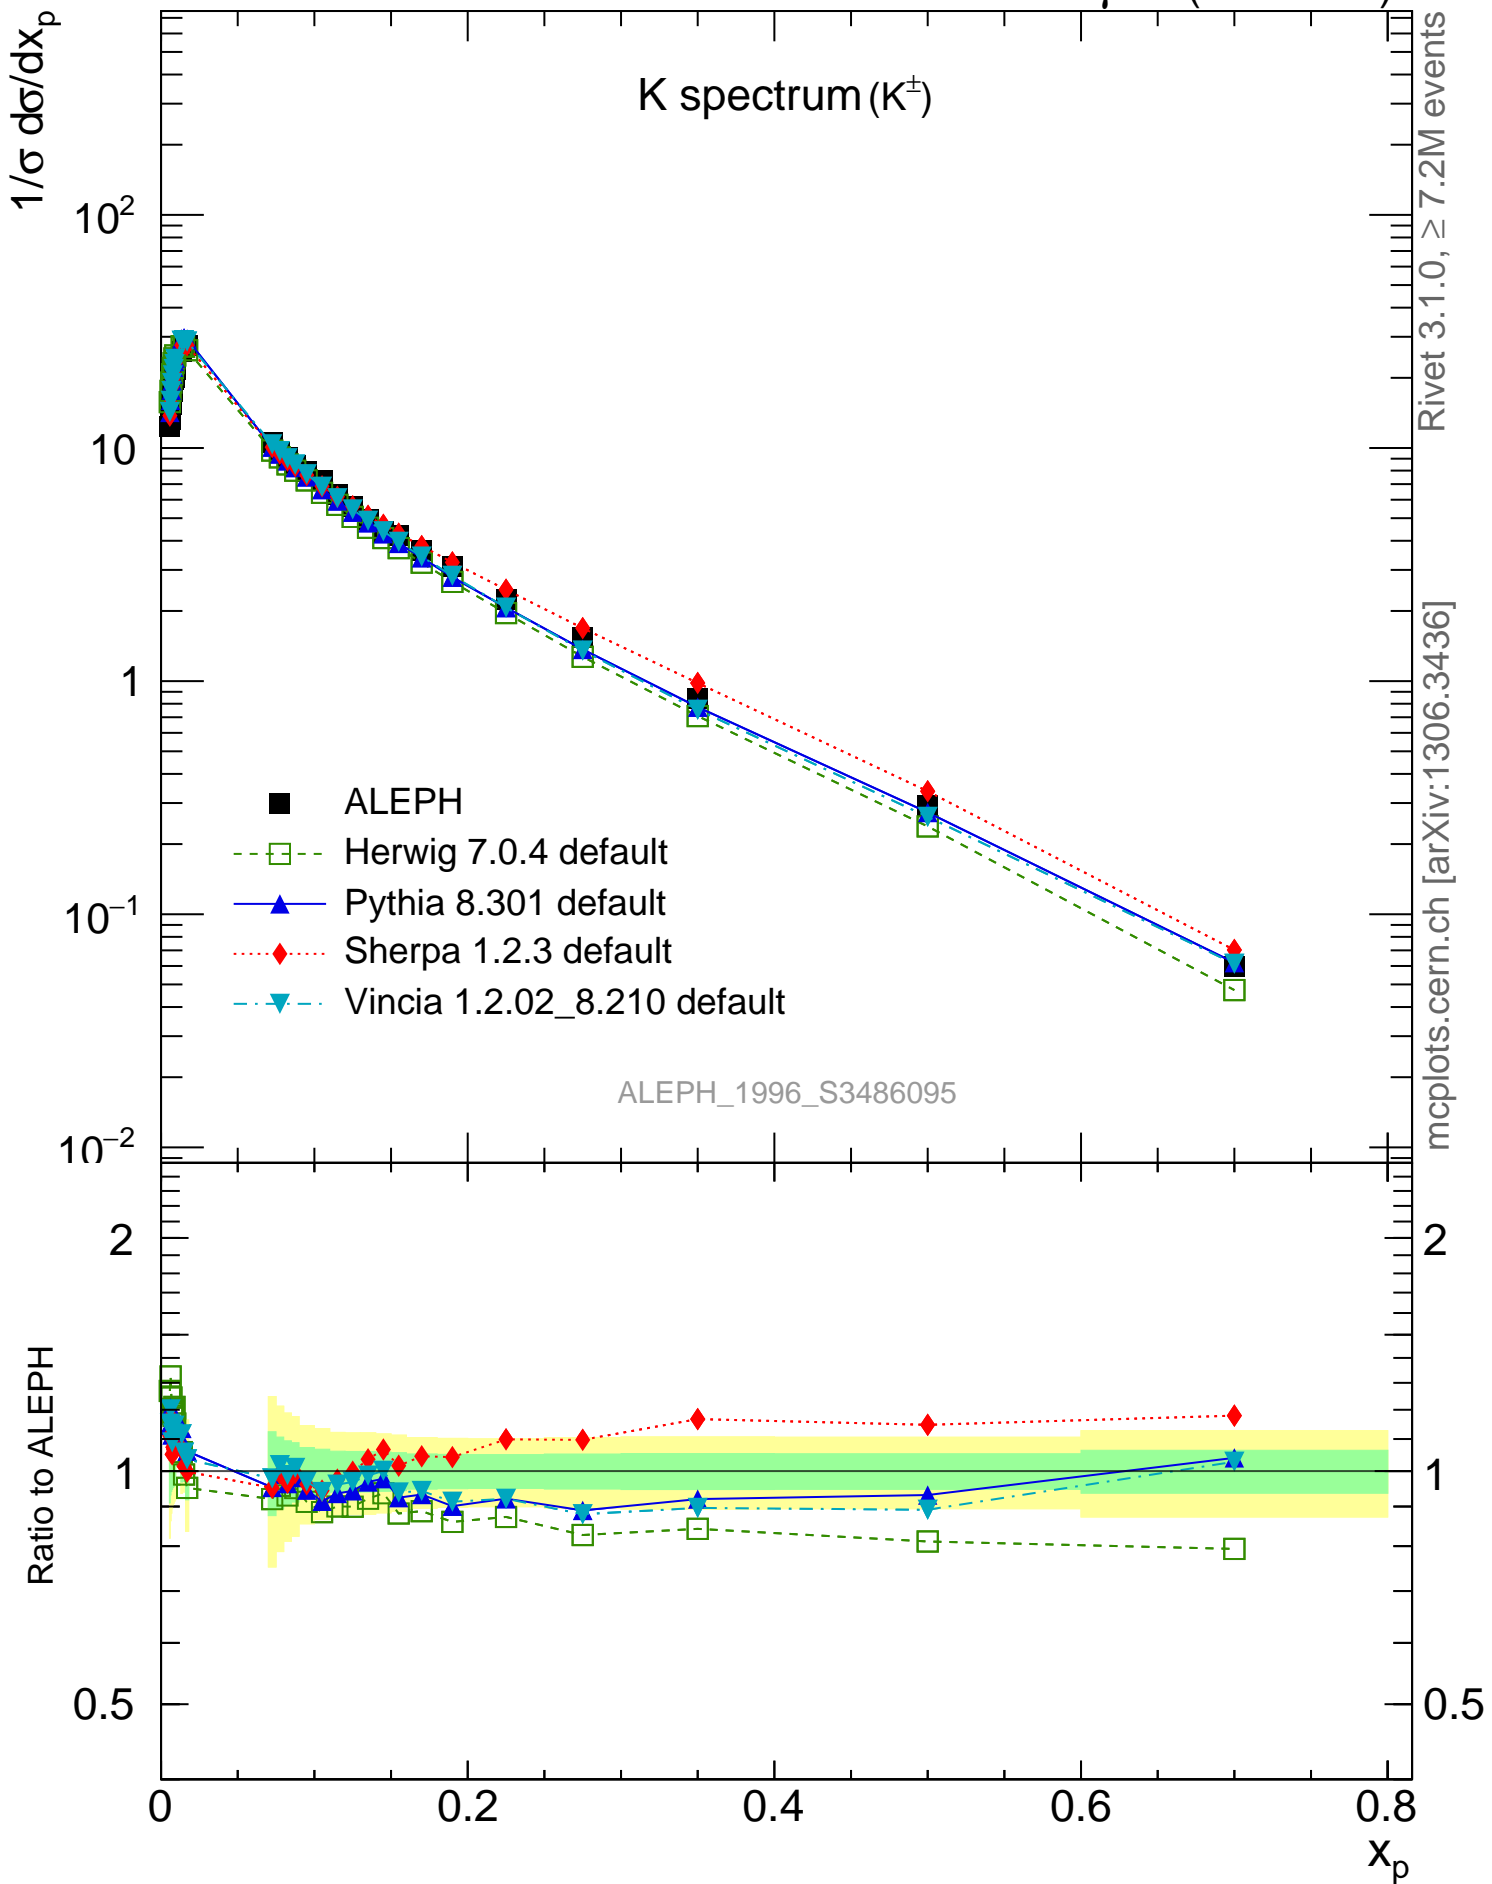 1/σ dσ/dx_p
K spectrum (K^±)
10^2
10
1
10^−1
10^−2
ALEPH
Herwig 7.0.4 default
Pythia 8.301 default
Sherpa 1.2.3 default
Vincia 1.2.02_8.210 default
ALEPH_1996_S3486095
Rivet 3.1.0, ≥ 7.2M events
mcplots.cern.ch [arXiv:1306.3436]
Ratio to ALEPH
2
1
0.5
2
1
0.5
0
0.2
0.4
0.6
0.8
x_p